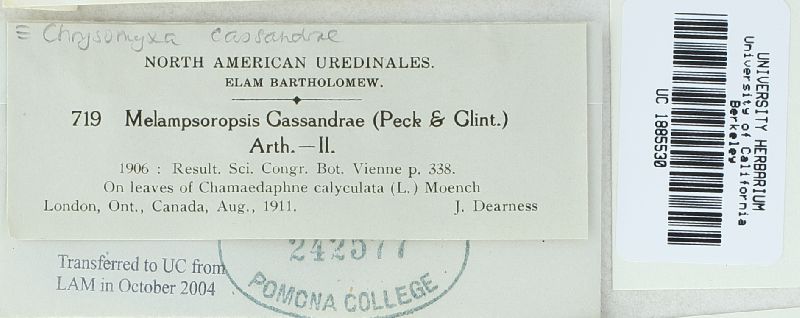 ≡ Chrysomyxa cassandrae
NORTH AMERICAN UREDINALES.
ELAM BARTHOLOMEW.
719 Melampsoropsis Cassandrae (Peck & Clint.)
Arth.—II.
1906 : Result. Sci. Congr. Bot. Vienne p. 338.
On leaves of Chamaedaphne calyculata (L.) Moench
London, Ont., Canada, Aug., 1911. J. Dearness
242577
POMONA COLLEGE
Transferred to UC from
LAM in October 2004
UNIVERSITY HERBARIUM
University of California
Berkeley
UC 1885530